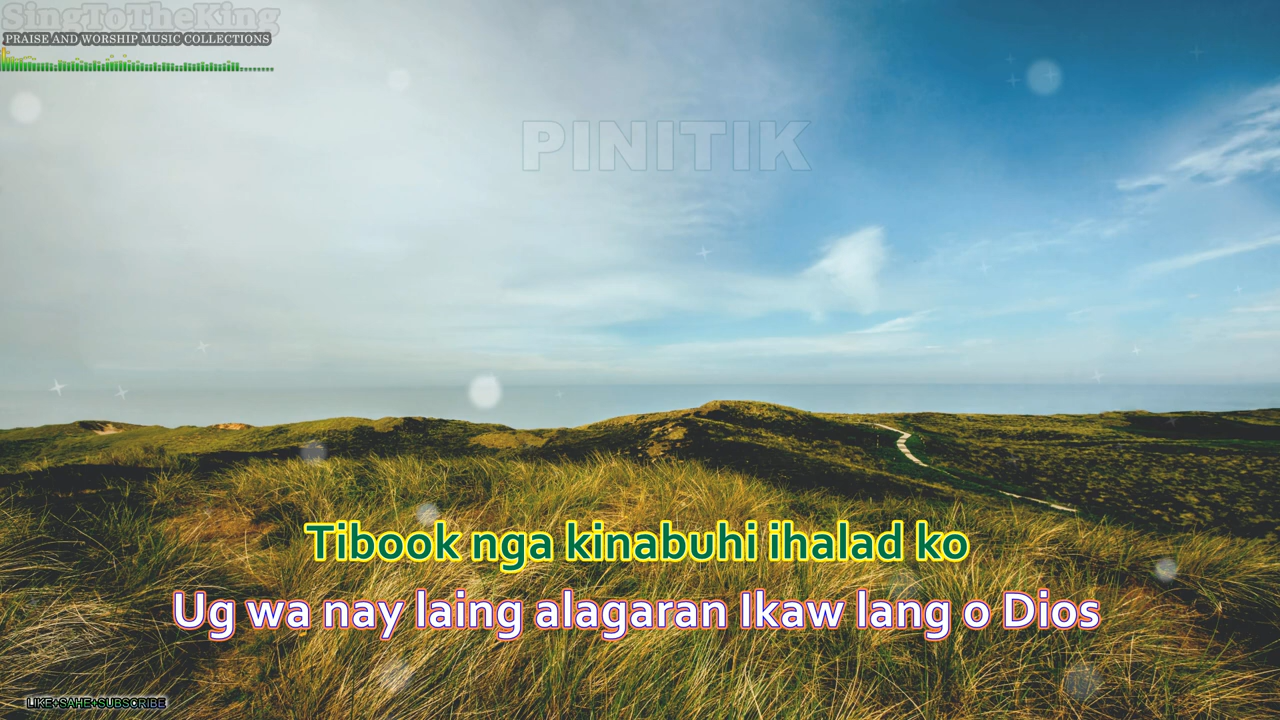 SingToTheKing
PRAISE AND WORSHIP MUSIC COLLECTIONS
PINITIK
Tibook nga kinabuhi ihalad ko
Ug wa nay laing alagaran Ikaw lang o Dios
LIKE+SAHE+SUBSCRIBE